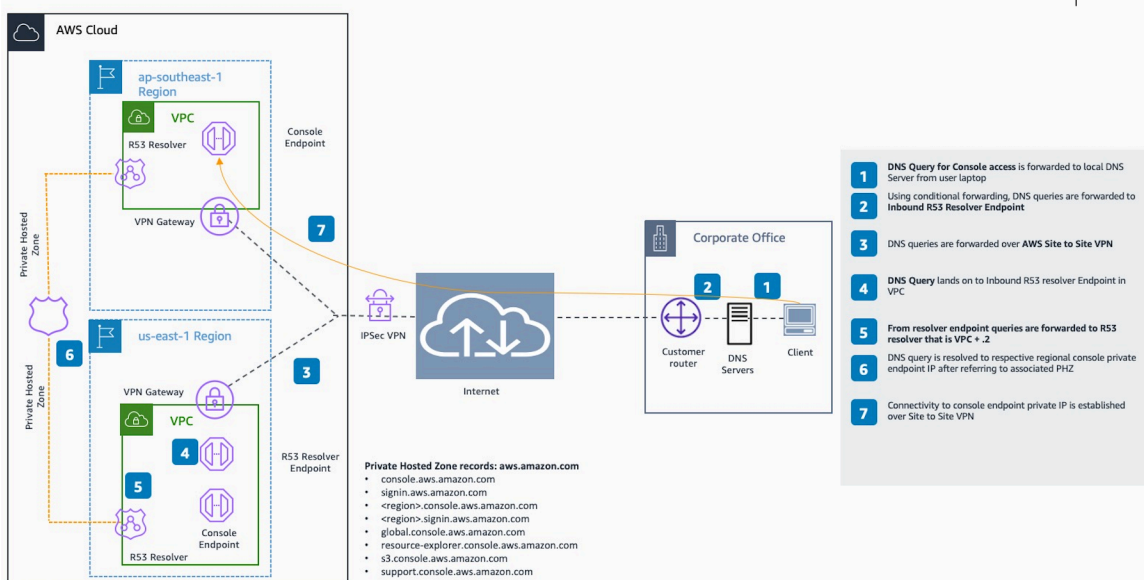 AWS Cloud
ap-southeast-1
Region
VPC
R53 Resolver
Console
Endpoint
VPN Gateway
Private Hosted
Zone
7
6
us-east-1 Region
VPN Gateway
3
VPC
4
R53 Resolver
Endpoint
5
Console
Endpoint
R53 Resolver
Private Hosted
Zone
IPSec VPN
Internet
Corporate Office
2
1
Customer
router
DNS
Servers
Client
Private Hosted Zone records: aws.amazon.com
• console.aws.amazon.com
• signin.aws.amazon.com
• <region>.console.aws.amazon.com
• <region>.signin.aws.amazon.com
• global.console.aws.amazon.com
• resource-explorer.console.aws.amazon.com
• s3.console.aws.amazon.com
• support.console.aws.amazon.com
1
DNS Query for Console access is forwarded to local DNS
Server from user laptop
2
Using conditional forwarding, DNS queries are forwarded to
Inbound R53 Resolver Endpoint
3
DNS queries are forwarded over AWS Site to Site VPN
4
DNS Query lands on to Inbound R53 resolver Endpoint in
VPC
5
From resolver endpoint queries are forwarded to R53
resolver that is VPC + .2
6
DNS query is resolved to respective regional console private
endpoint IP after referring to associated PHZ
7
Connectivity to console endpoint private IP is established
over Site to Site VPN